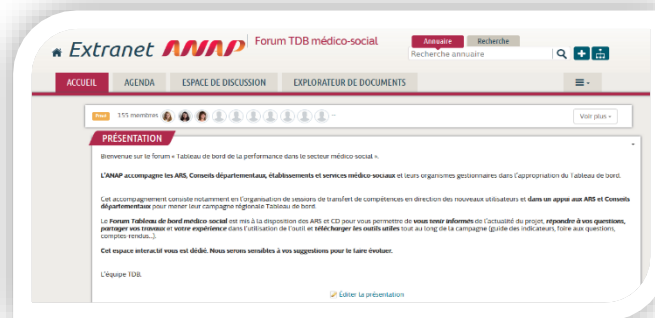 Extranet ANAP Forum TDB médico-social
Annuaire Recherche
Recherche annuaire
ACCUEIL AGENDA ESPACE DE DISCUSSION EXPLORATEUR DE DOCUMENTS
155 membres Voir plus
PRÉSENTATION
Bienvenue sur le forum « Tableau de bord de la performance dans le secteur médico-social ».
L'ANAP accompagne les ARS, Conseils départementaux, établissements et services médico-sociaux et leurs organismes gestionnaires dans l'appropriation du Tableau de bord.
Cet accompagnement consiste notamment en l'organisation de sessions de transfert de compétences en direction des nouveaux utilisateurs et dans un appui aux ARS et Conseils
départementaux pour mener leur campagne régionale Tableau de bord.
Le Forum Tableau de bord médico-social est mis à la disposition des ARS et CD pour vous permettre de vous tenir informés de l'actualité du projet, répondre à vos questions,
partager vos travaux et votre expérience dans l'utilisation de l'outil et télécharger les outils utiles tout au long de la campagne (guide des indicateurs, foire aux questions,
comptes-rendus...).
Cet espace interactif vous est dédié. Nous serons sensibles à vos suggestions pour le faire évoluer.
L'équipe TDB.
Éditer la présentation